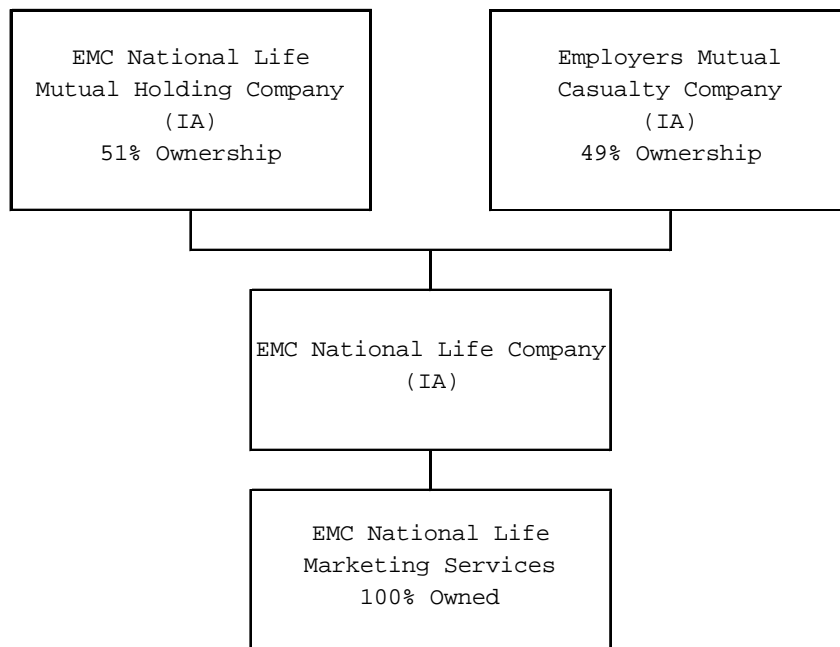 EMC National Life
Mutual Holding Company
(IA)
51% Ownership
Employers Mutual
Casualty Company
(IA)
49% Ownership
EMC National Life Company
(IA)
EMC National Life
Marketing Services
100% Owned